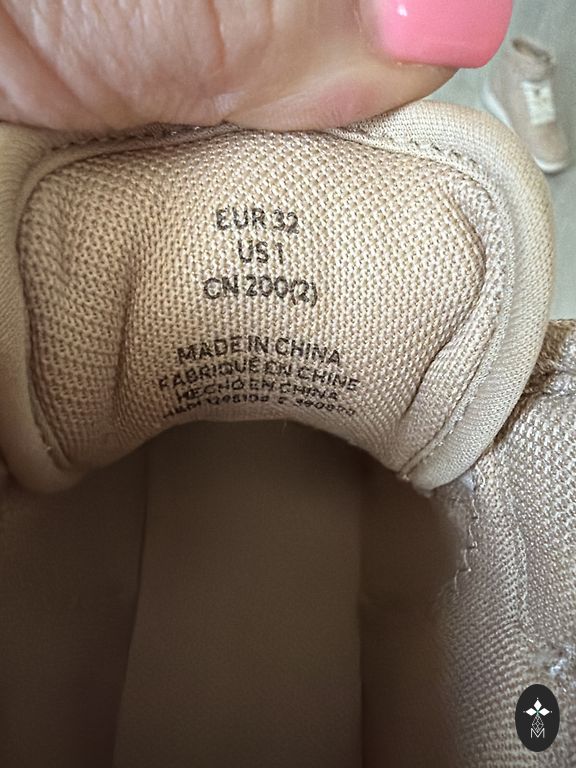 EUR 32
US 1
CN 200(2)
MADE IN CHINA
FABRIQUE EN CHINE
HECHO EN CHINA
M